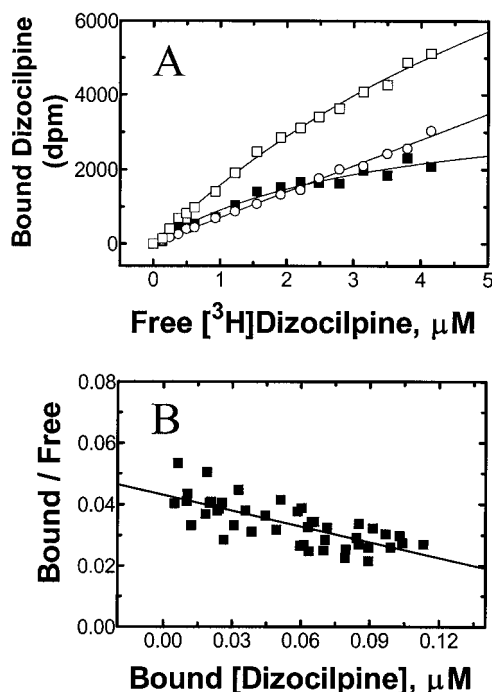 A
Bound Dizocilpine
(dpm)
6000
4000
2000
0
0 1 2 3 4 5
Free [³H]Dizocilpine, μM
B
Bound / Free
0.08
0.06
0.04
0.02
0.00
0.00 0.03 0.06 0.09 0.12
Bound [Dizocilpine], μM